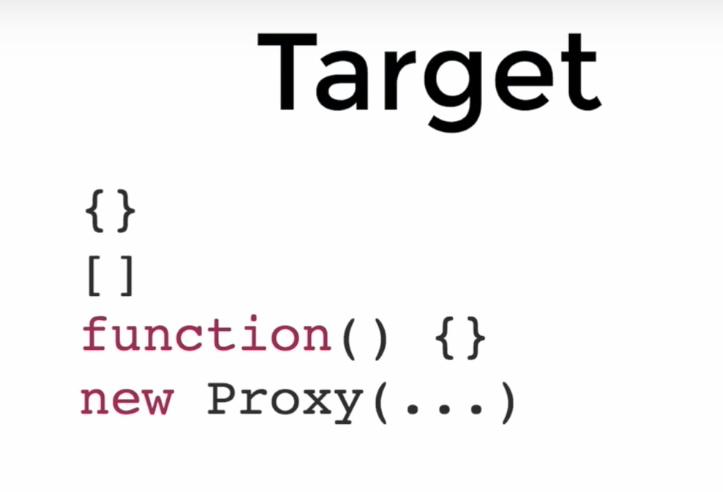 Target
{}
[]
function() {}
new Proxy(...)